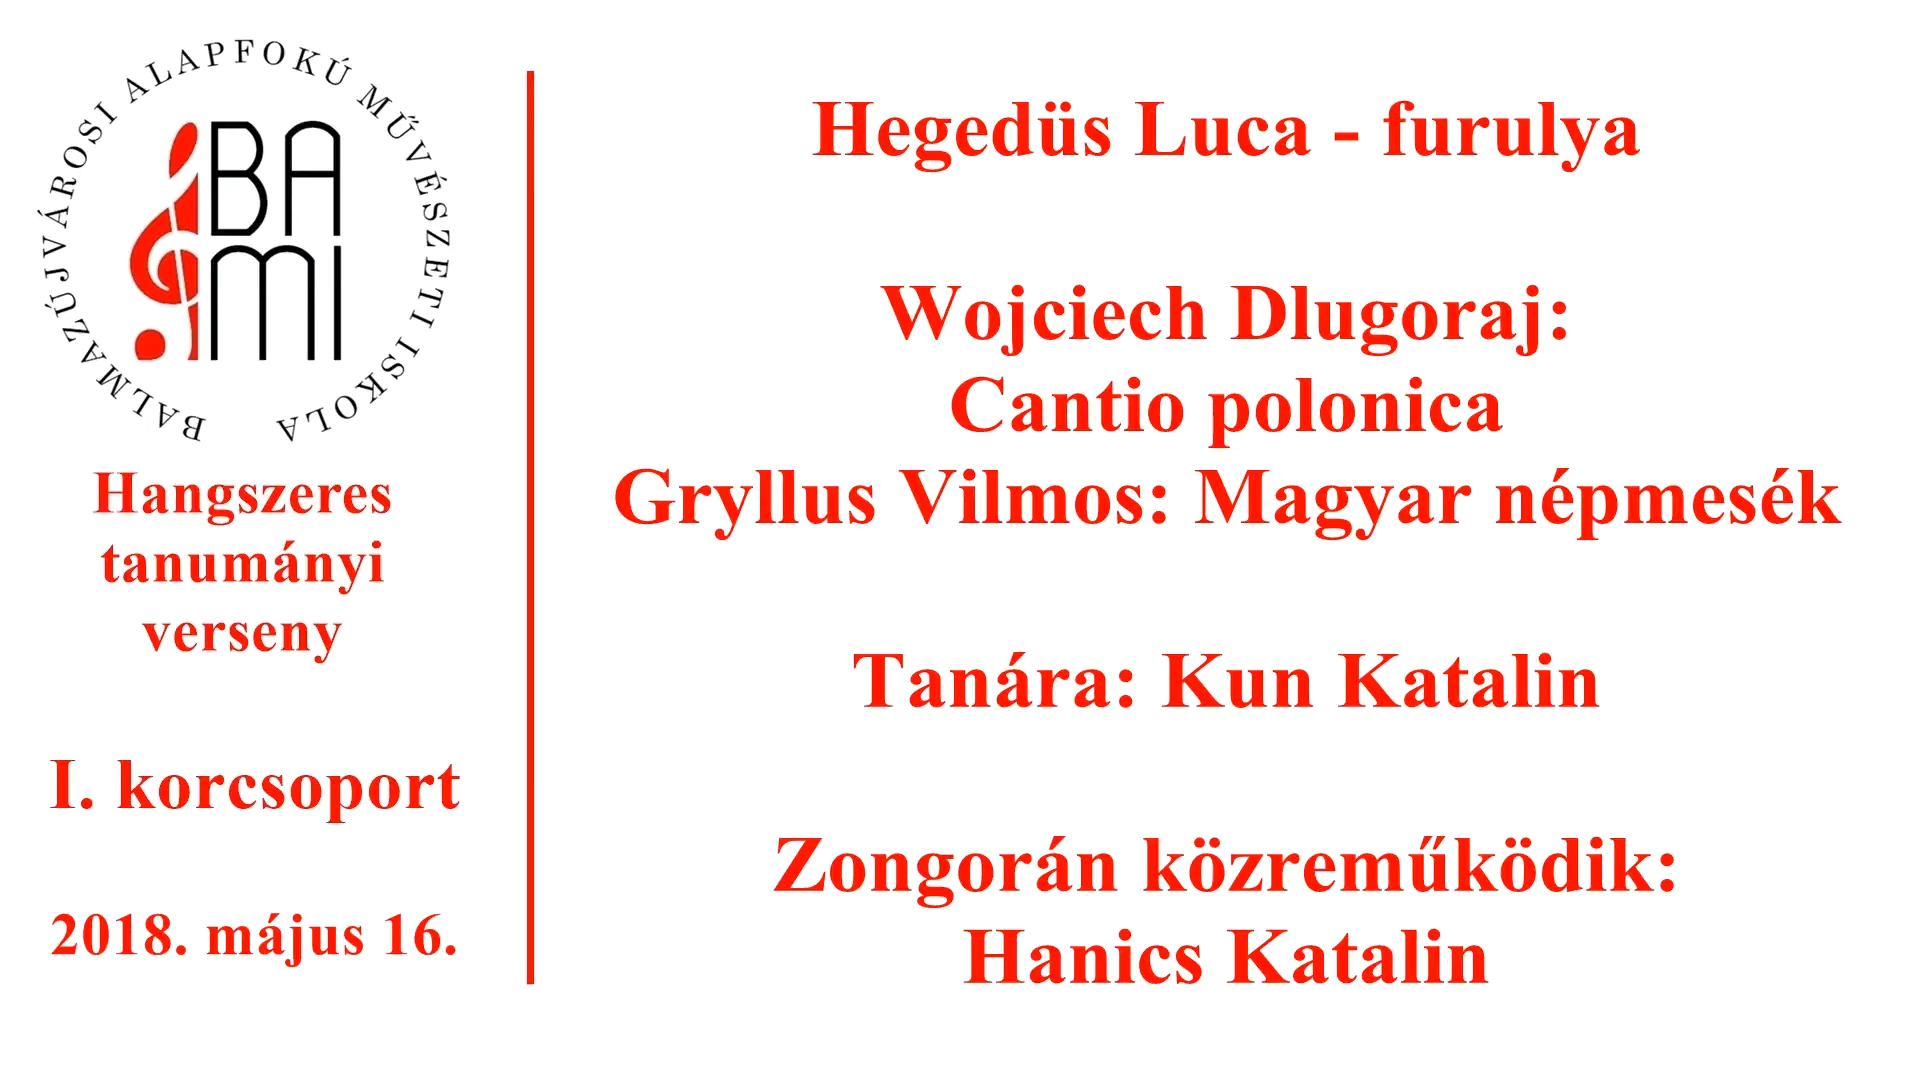 BALMAZÚJVÁROSI ALAPFOKÚ MŰVÉSZETI ISKOLA
BA
MI
Hangszeres
tanumányi
verseny
I. korcsoport
2018. május 16.
Hegedüs Luca - furulya
Wojciech Dlugoraj:
Cantio polonica
Gryllus Vilmos: Magyar népmesék
Tanára: Kun Katalin
Zongorán közreműködik:
Hanics Katalin